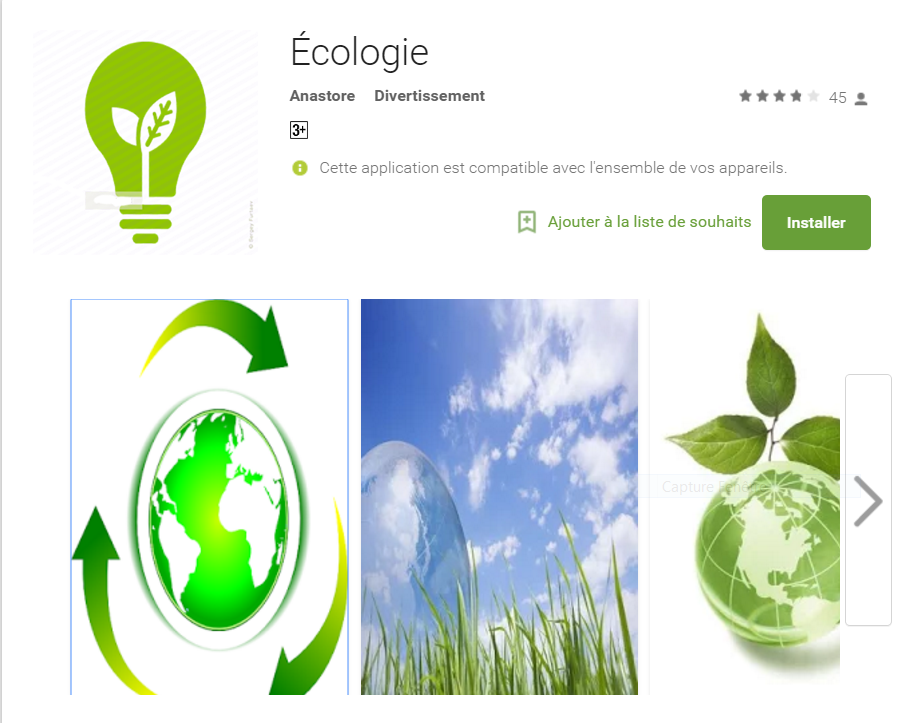 Écologie
Anastore Divertissement
45
3+
Cette application est compatible avec l'ensemble de vos appareils.
Ajouter à la liste de souhaits
Installer
Capture